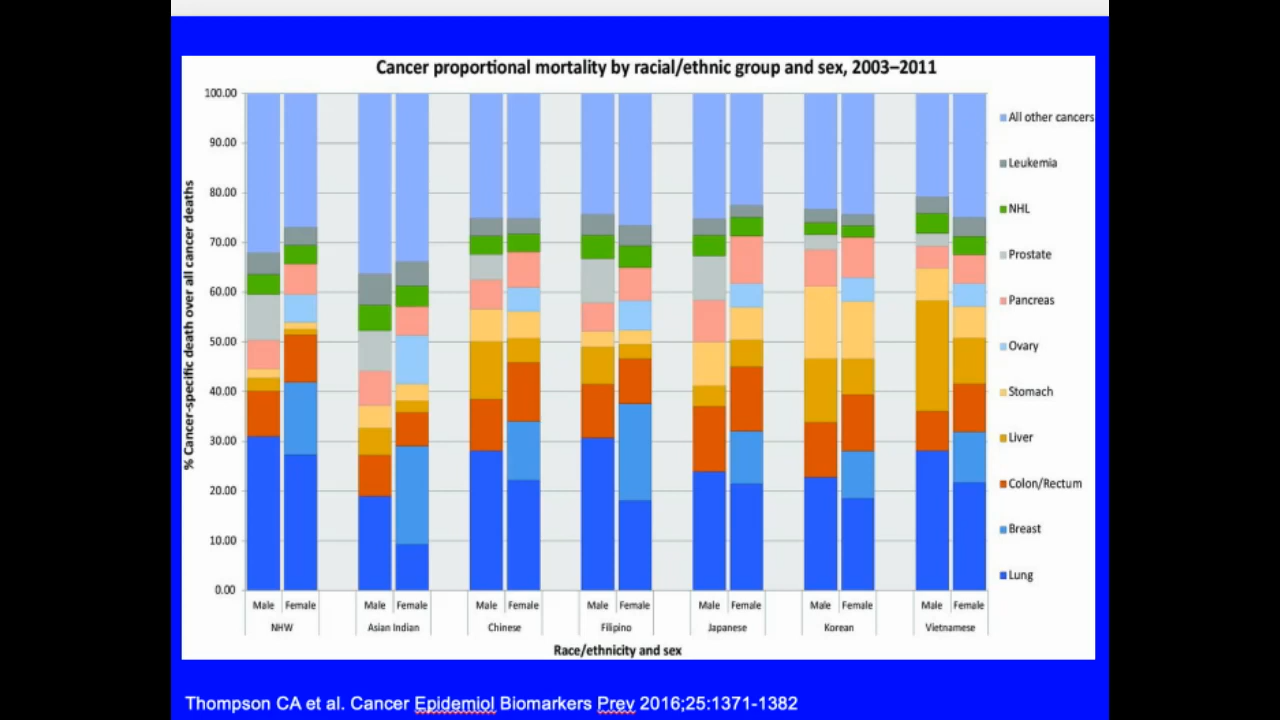 Cancer proportional mortality by racial/ethnic group and sex, 2003–2011
% Cancer-specific death over all cancer deaths
100.00
90.00
80.00
70.00
60.00
50.00
40.00
30.00
20.00
10.00
0.00
All other cancers
Leukemia
NHL
Prostate
Pancreas
Ovary
Stomach
Liver
Colon/Rectum
Breast
Lung
Male Female Male Female Male Female Male Female Male Female Male Female Male Female
NHW Asian Indian Chinese Filipino Japanese Korean Vietnamese
Race/ethnicity and sex
Thompson CA et al. Cancer Epidemiol Biomarkers Prev 2016;25:1371-1382